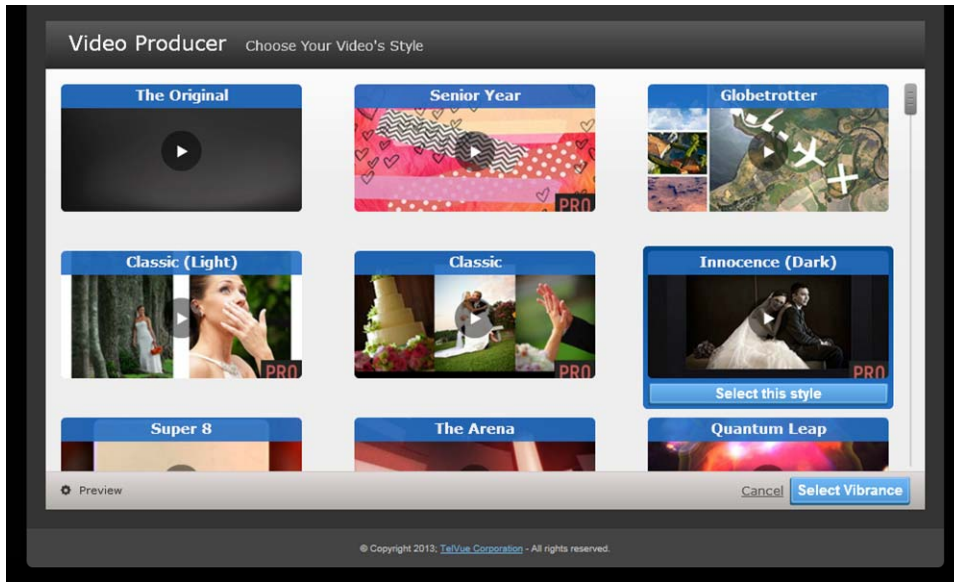 Video Producer Choose Your Video's Style
The Original
Senior Year
Globetrotter
PRO
Classic (Light)
Classic
Innocence (Dark)
PRO
PRO
PRO
Select this style
Super 8
The Arena
Quantum Leap
Preview
Cancel
Select Vibrance
© Copyright 2013; TelVue Corporation - All rights reserved.